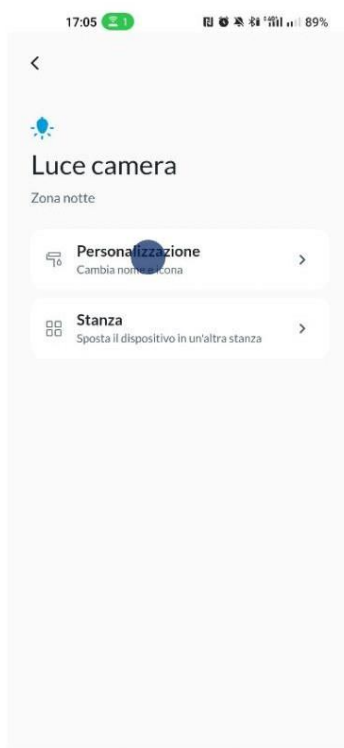 17:05 1 89%
Luce camera
Zona notte
Personalizzazione
Cambia nome e icona
Stanza
Sposta il dispositivo in un'altra stanza